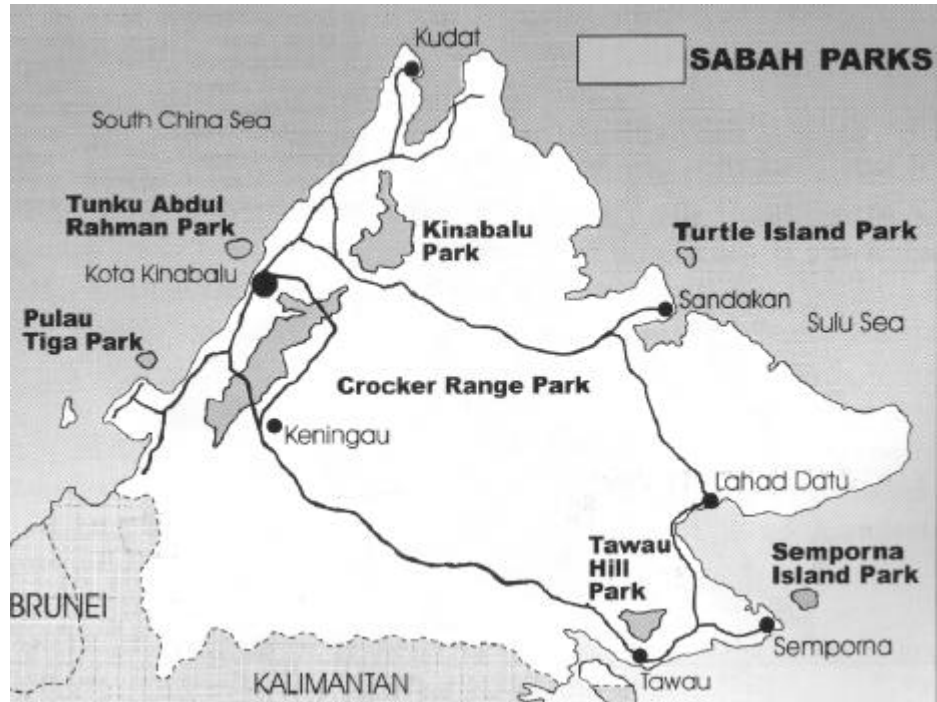 Kudat
SABAH PARKS
South China Sea
Tunku Abdul
Rahman Park
Kinabalu
Park
Turtle Island Park
Kota Kinabalu
Sandakan
Pulau
Tiga Park
Sulu Sea
Crocker Range Park
Keningau
Lahad Datu
Tawau
Hill
Park
Semporna
Island Park
BRUNEI
Semporna
KALIMANTAN
Tawau